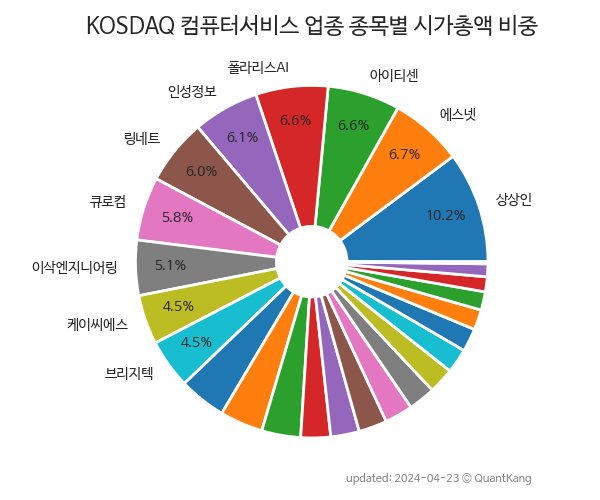 KOSDAQ 컴퓨터서비스 업종 종목별 시가총액 비중
폴라리스AI
아이티센
인성정보
에스넷
링네트
상상인
큐로컴
이삭엔지니어링
케이씨에스
브리지텍
6.6%
6.6%
6.1%
6.7%
6.0%
10.2%
5.8%
5.1%
4.5%
4.5%
updated: 2024-04-23 © QuantKang